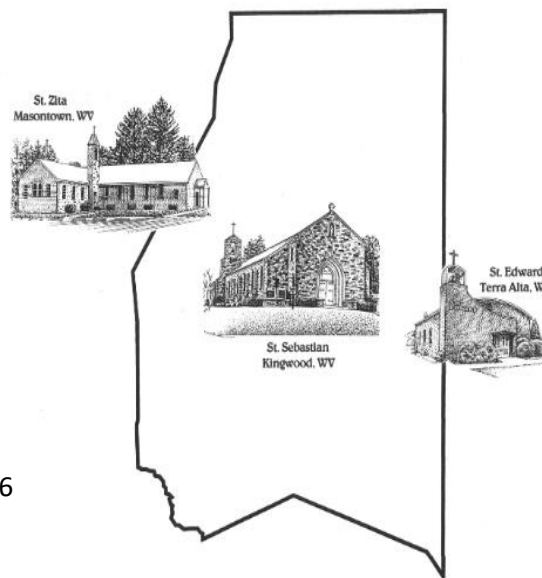 St. Zita
Masontown, WV
St. Edward
Terra Alta, W
St. Sebastian
Kingwood, WV
6